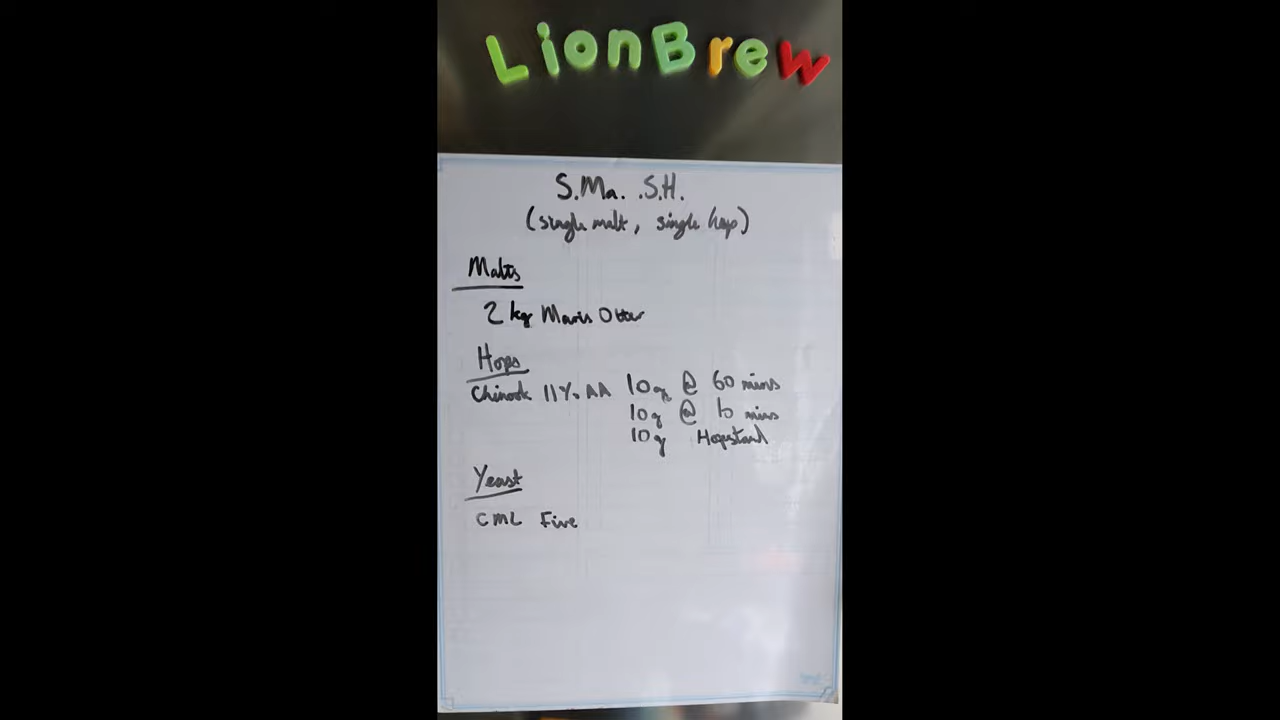 LionBrew
S.Ma. .S.H.
(single malt, single hop)
Malts
2 kg Maris Otter
Hops
Chinook 11% AA 10g @ 60 mins
10g @ 10 mins
10g Hopstand
Yeast
CML Five